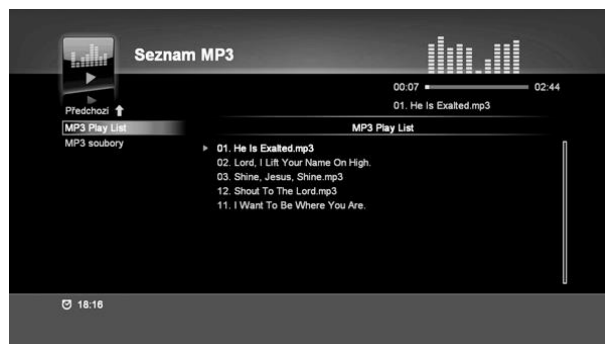 Seznam MP3
00:07 02:44
01. He Is Exalted.mp3
Předchozí
MP3 Play List
MP3 soubory
MP3 Play List
01. He Is Exalted.mp3
02. Lord, I Lift Your Name On High.
03. Shine, Jesus, Shine.mp3
12. Shout To The Lord.mp3
11. I Want To Be Where You Are.
18:16